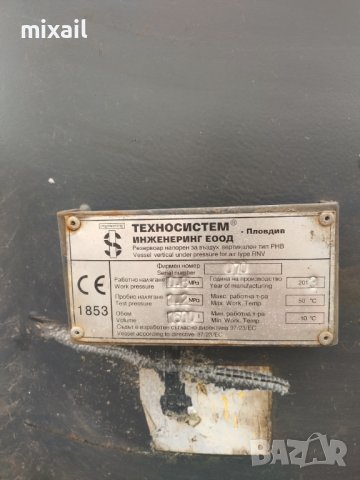 mixail
ТЕХНОСИСТЕМ® - Пловдив
ИНЖЕНЕРИНГ ЕООД
Резервоар напорен за въздух вертикален тип РНВ
Vessel vertical under pressure for air type RNV
CE
1853
Фирмен номер
Serial number
Работно налягане MPa
Work pressure
Година на производство 201
Year of manufacturing
Пробно налягане MPa
Test pressure
Макс. работна т-ра 50 °C
Max. Work. Temp
Обем
Volume
Мин. работна т-ра 10 °C
Min. Work. Temp.
Съдът е изработен съгласно директива 97/23/EC
Vessel according to directive 97/23/EC
BAZAR